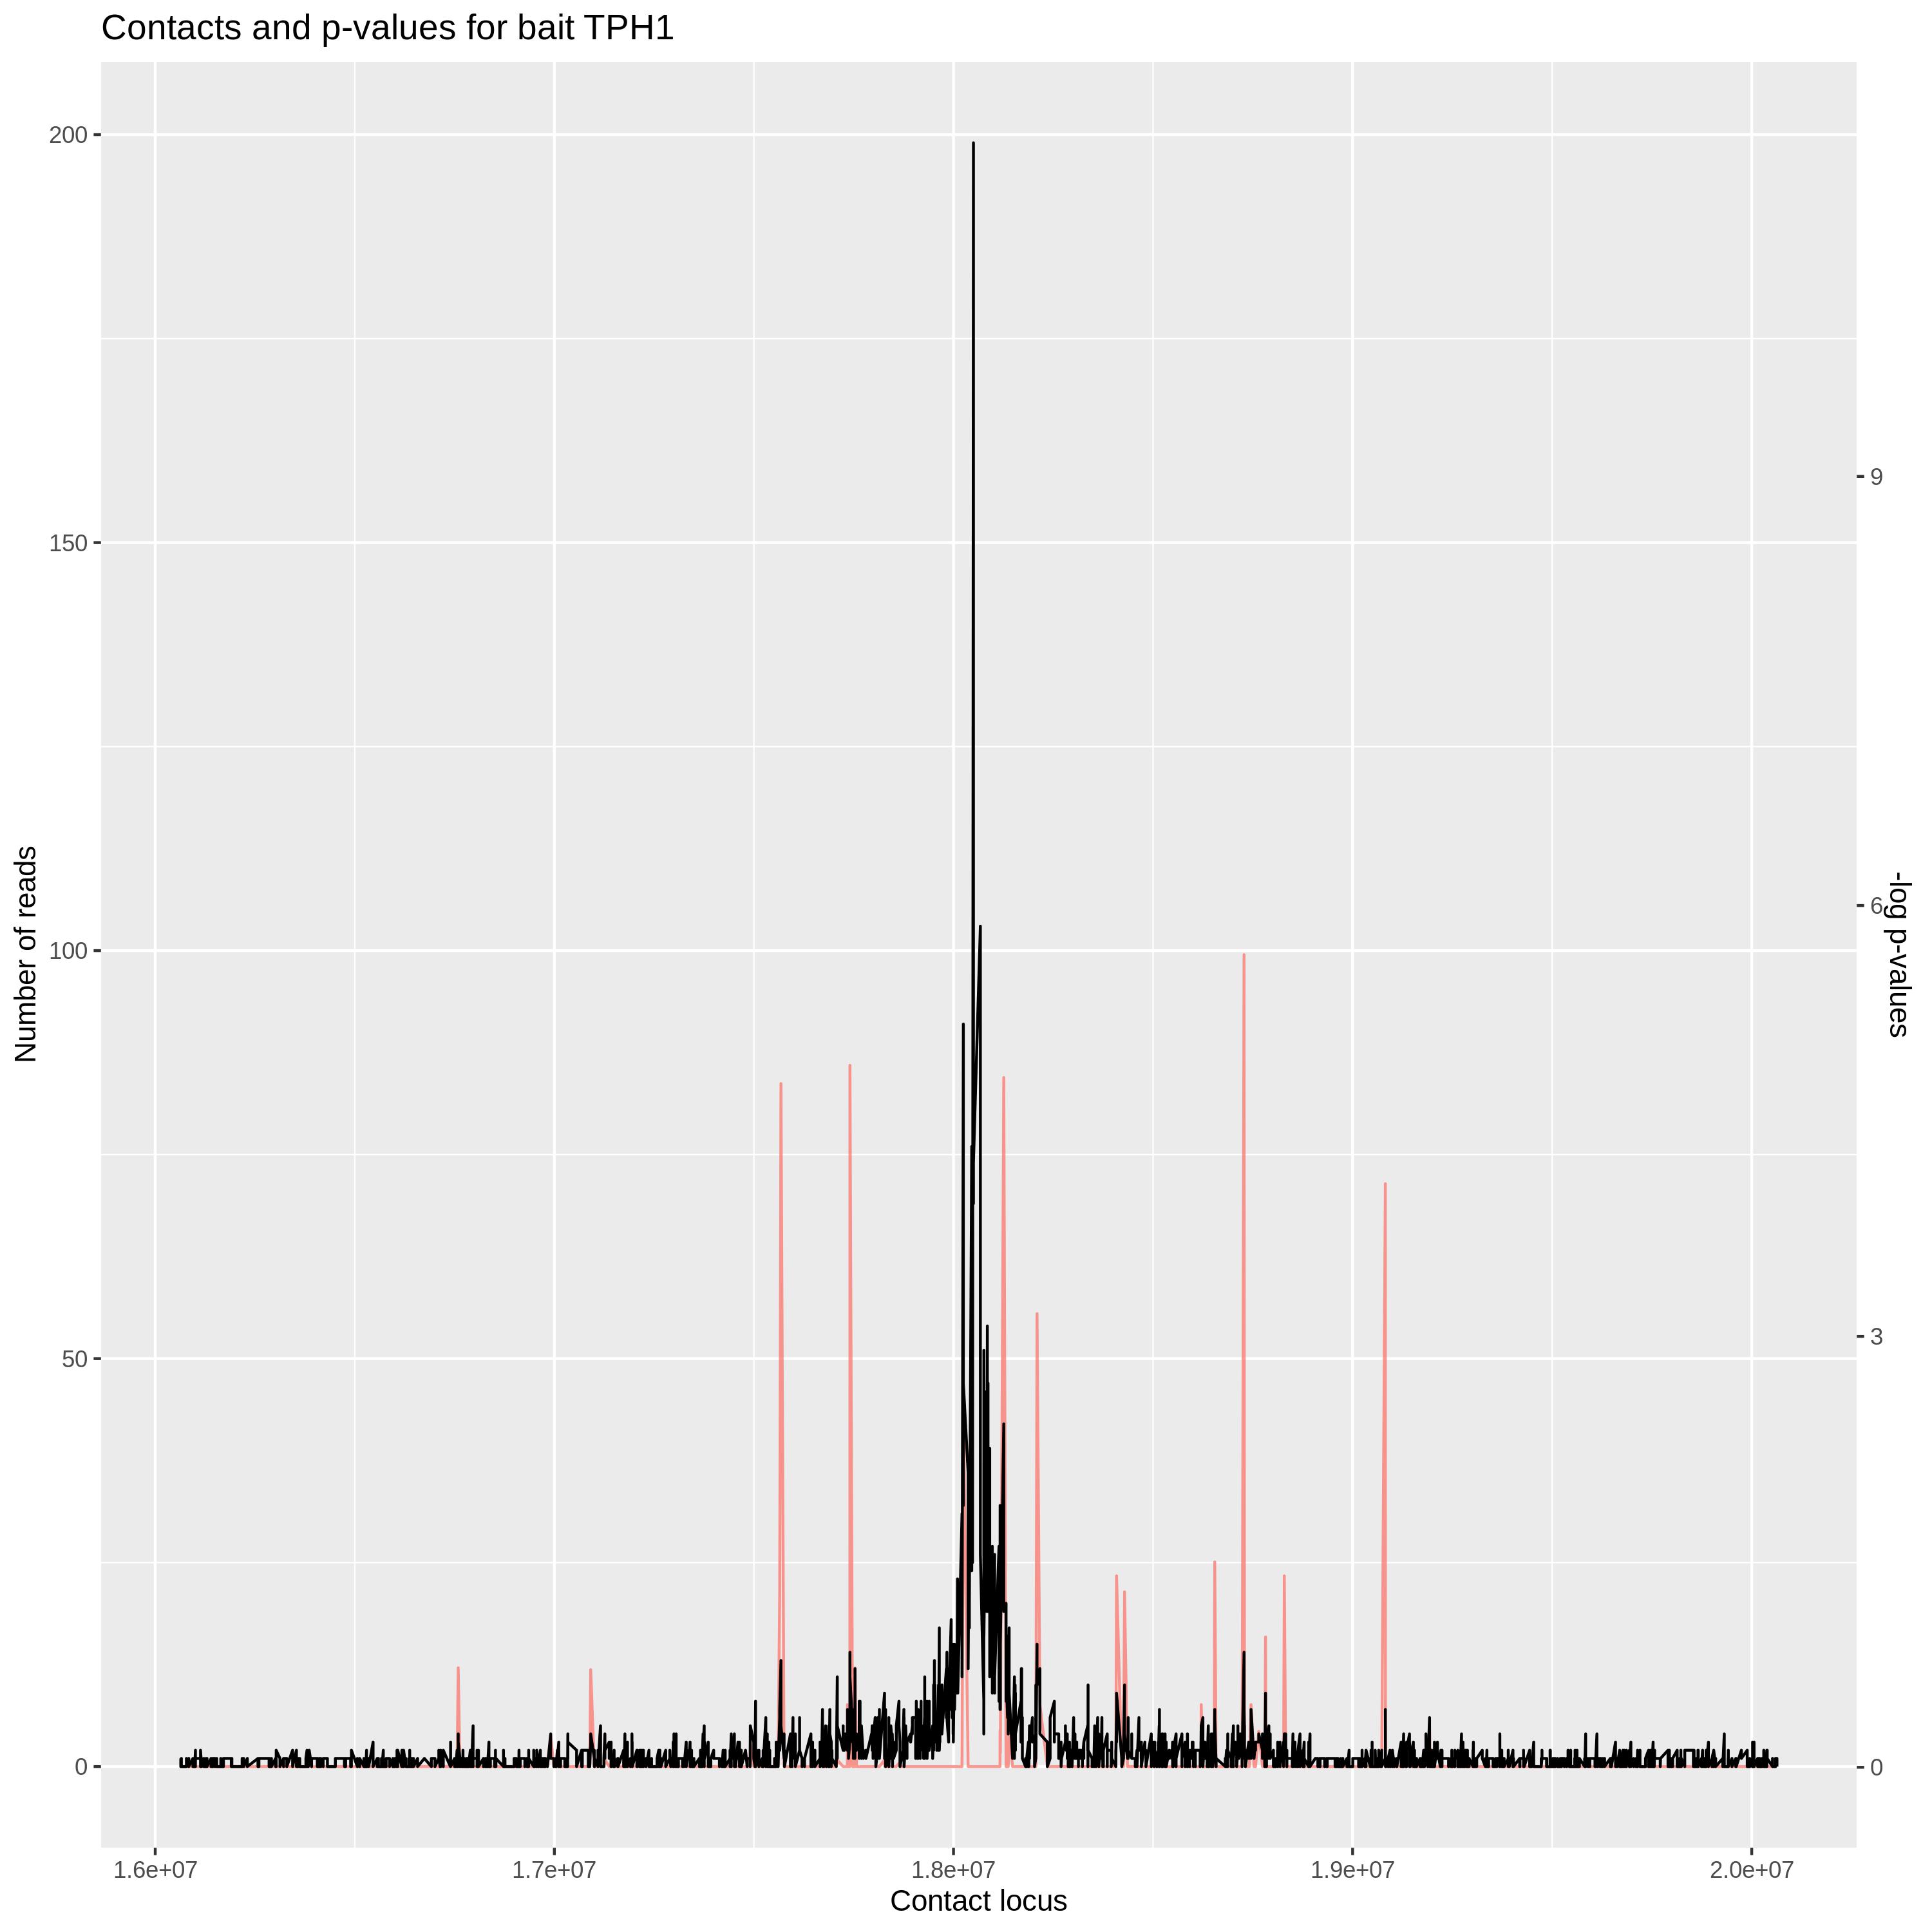 Contacts and p-values for bait TPH1
200
150
100
50
0
Number of reads
9
6
3
0
-log p-values
1.6e+07
1.7e+07
1.8e+07
1.9e+07
2.0e+07
Contact locus